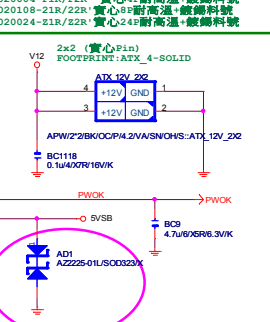 020108-Z1R/Z2R'實心8P耐高溫+鍍錫料號
020024-Z1R/Z2R'實心24P耐高溫+鍍錫料號
2x2 (實心Pin)
FOOTPRINT:ATX_4-SOLID
V12
ATX_12V_2X2
4 +12V GND 1
3 +12V GND 2
APW/2*2/BK/OC/P/4.2/VA/SN/OH/S::ATX_12V_2X2
BC1118
0.1u/4/X7R/16V/K
PWOK
PWOK
5VSB
BC9
4.7u/6/X5R/6.3V/K
AD1
AZ2225-01L/SOD323/X